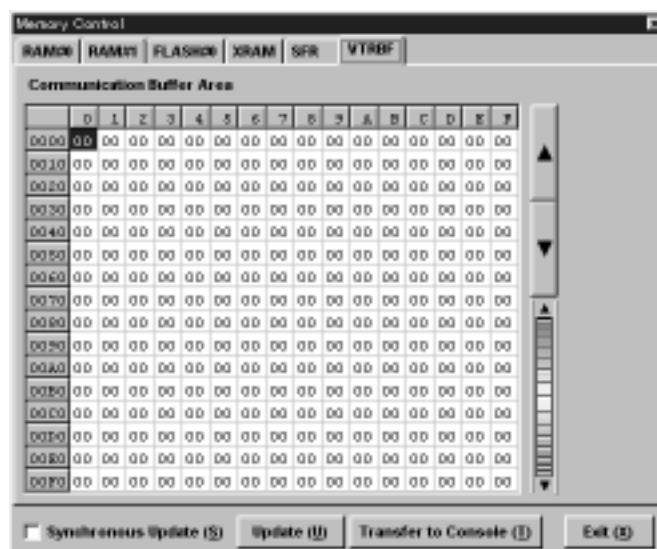 Memory Control
RAM#0 RAM#1 FLASH#0 XRAM SFR VTRBF
Communication Buffer Area
0 1 2 3 4 5 6 7 8 9 A B C D E F
0000 00 00 00 00 00 00 00 00 00 00 00 00 00 00 00 00
0010 00 00 00 00 00 00 00 00 00 00 00 00 00 00 00 00
0020 00 00 00 00 00 00 00 00 00 00 00 00 00 00 00 00
0030 00 00 00 00 00 00 00 00 00 00 00 00 00 00 00 00
0040 00 00 00 00 00 00 00 00 00 00 00 00 00 00 00 00
0050 00 00 00 00 00 00 00 00 00 00 00 00 00 00 00 00
0060 00 00 00 00 00 00 00 00 00 00 00 00 00 00 00 00
0070 00 00 00 00 00 00 00 00 00 00 00 00 00 00 00 00
0080 00 00 00 00 00 00 00 00 00 00 00 00 00 00 00 00
0090 00 00 00 00 00 00 00 00 00 00 00 00 00 00 00 00
00A0 00 00 00 00 00 00 00 00 00 00 00 00 00 00 00 00
00B0 00 00 00 00 00 00 00 00 00 00 00 00 00 00 00 00
00C0 00 00 00 00 00 00 00 00 00 00 00 00 00 00 00 00
00D0 00 00 00 00 00 00 00 00 00 00 00 00 00 00 00 00
00E0 00 00 00 00 00 00 00 00 00 00 00 00 00 00 00 00
00F0 00 00 00 00 00 00 00 00 00 00 00 00 00 00 00 00
Synchronous Update (S) Update (U) Transfer to Console (T) Exit (X)